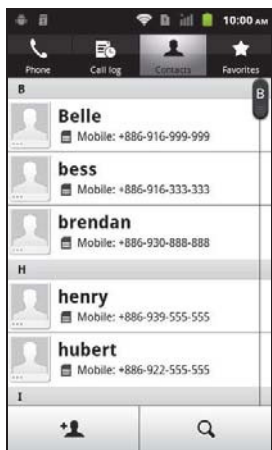 10:00 AM
Phone Call log Contacts Favorites
B
B
Belle
Mobile: +886-916-999-999
bess
Mobile: +886-916-333-333
brendan
Mobile: +886-930-888-888
H
henry
Mobile: +886-939-555-555
hubert
Mobile: +886-922-555-555
I